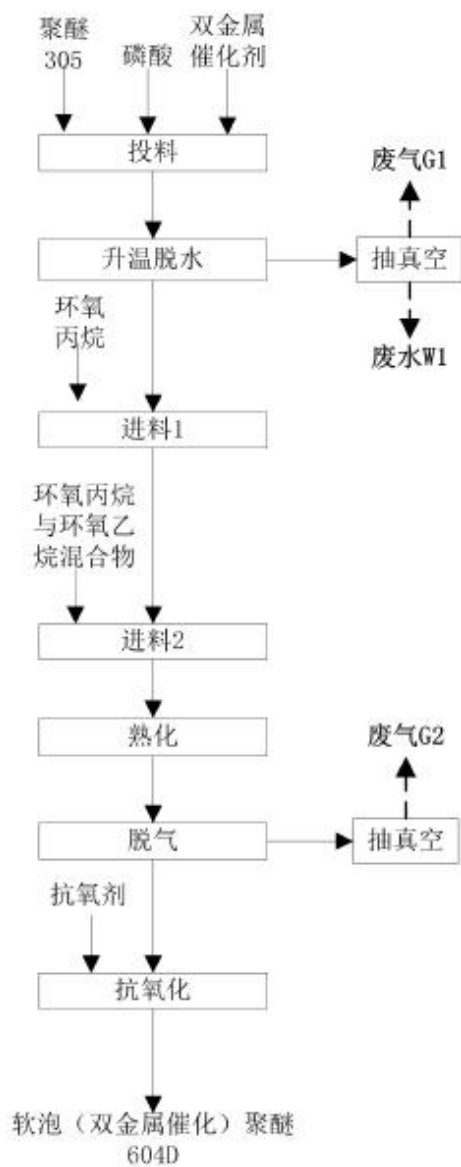 聚醚
305
磷酸
双金属
催化剂
投料
废气G1
升温脱水
抽真空
环氧
丙烷
废水W1
进料1
环氧丙烷
与环氧乙
烷混合物
进料2
熟化
废气G2
脱气
抽真空
抗氧剂
抗氧化
软泡（双金属催化）聚醚
604D